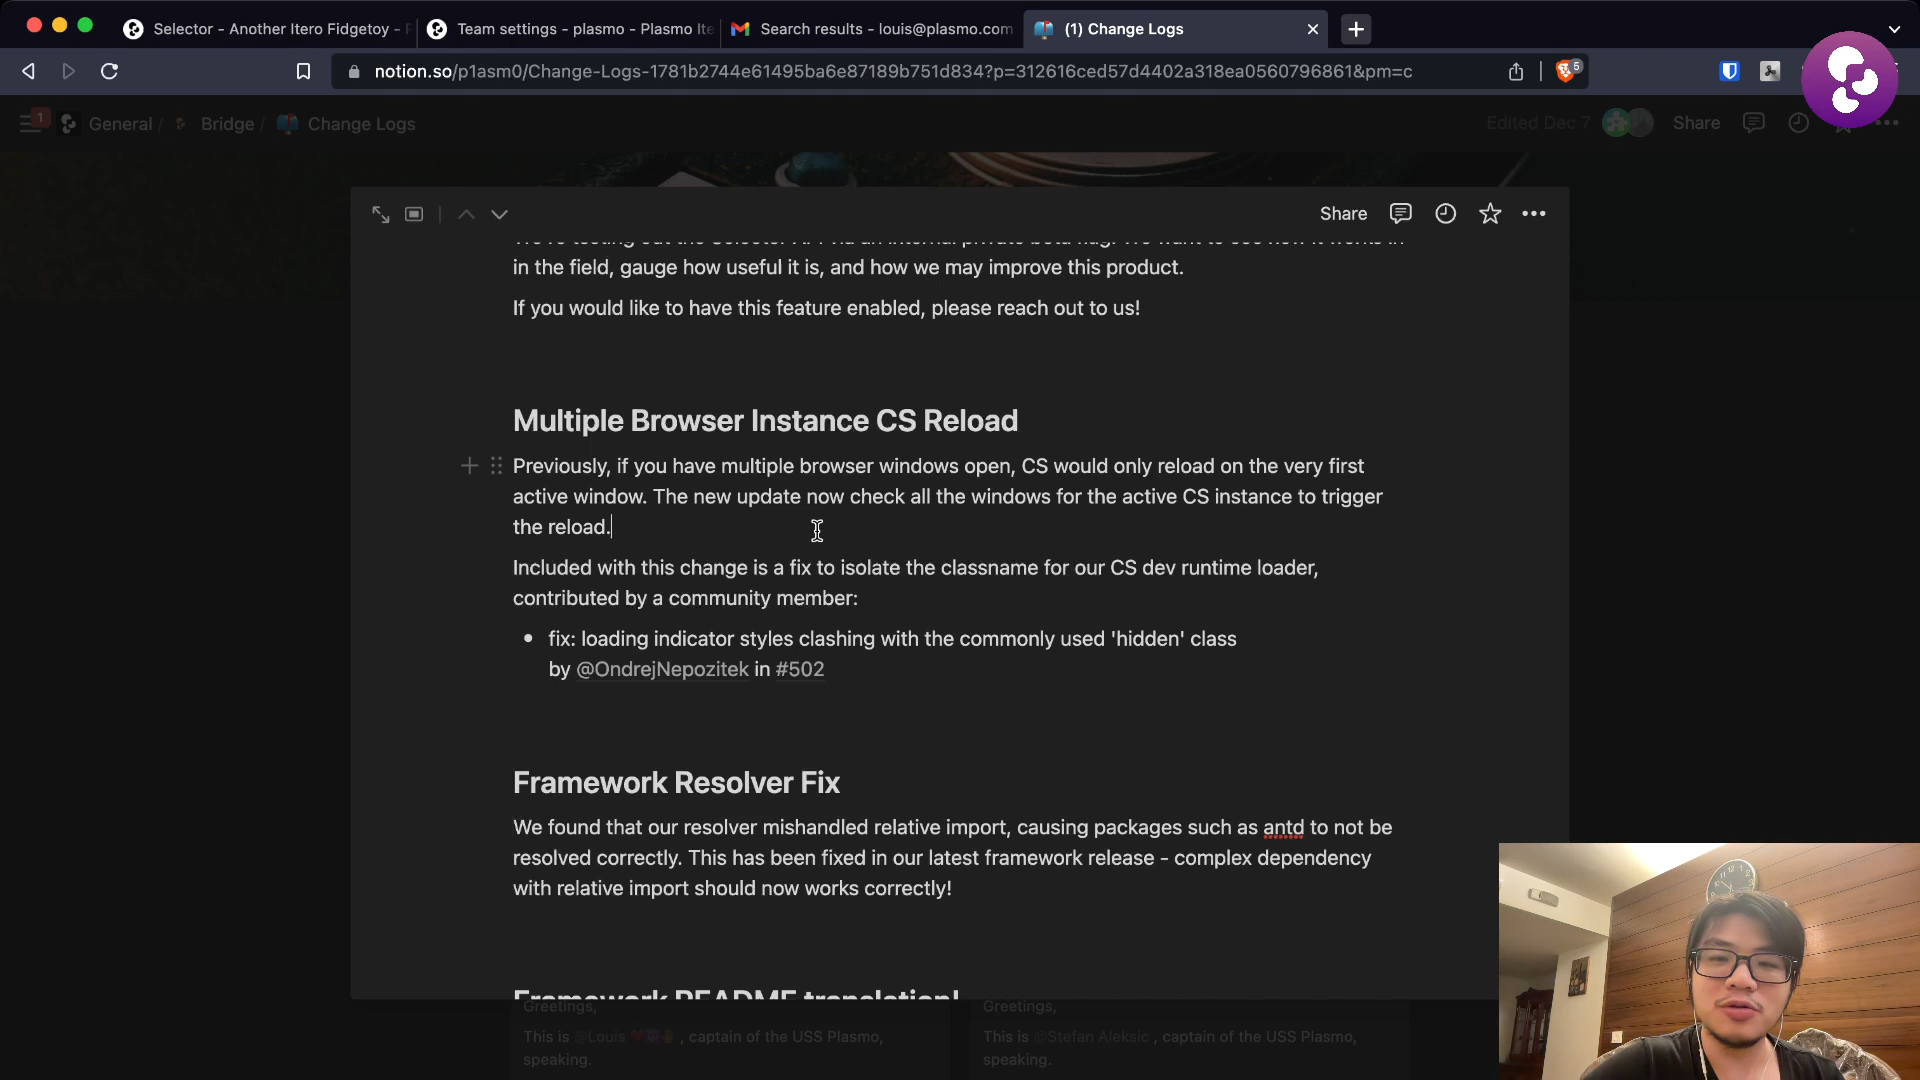 Selector - Another Itero Fidgetoy -
Team settings - plasmo - Plasmo Ite
Search results - louis@plasmo.com
(1) Change Logs
notion.so/p1asm0/Change-Logs-1781b2744e61495ba6e87189b751d834?p=312616ced57d4402a318ea0560796861&pm=c
5
1
General / Bridge / Change Logs
Edited Dec 7
Share
Share
in the field, gauge how useful it is, and how we may improve this product.
If you would like to have this feature enabled, please reach out to us!
Multiple Browser Instance CS Reload
Previously, if you have multiple browser windows open, CS would only reload on the very first
active window. The new update now check all the windows for the active CS instance to trigger
the reload.
Included with this change is a fix to isolate the classname for our CS dev runtime loader,
contributed by a community member:
• fix: loading indicator styles clashing with the commonly used 'hidden' class
by @OndrejNepozitek in #502
Framework Resolver Fix
We found that our resolver mishandled relative import, causing packages such as antd to not be
resolved correctly. This has been fixed in our latest framework release - complex dependency
with relative import should now works correctly!
Framework README translation!
Greetings,
This is @Louis , captain of the USS Plasmo,
speaking.
Greetings,
This is @Stefan Aleksic , captain of the USS Plasmo,
speaking.